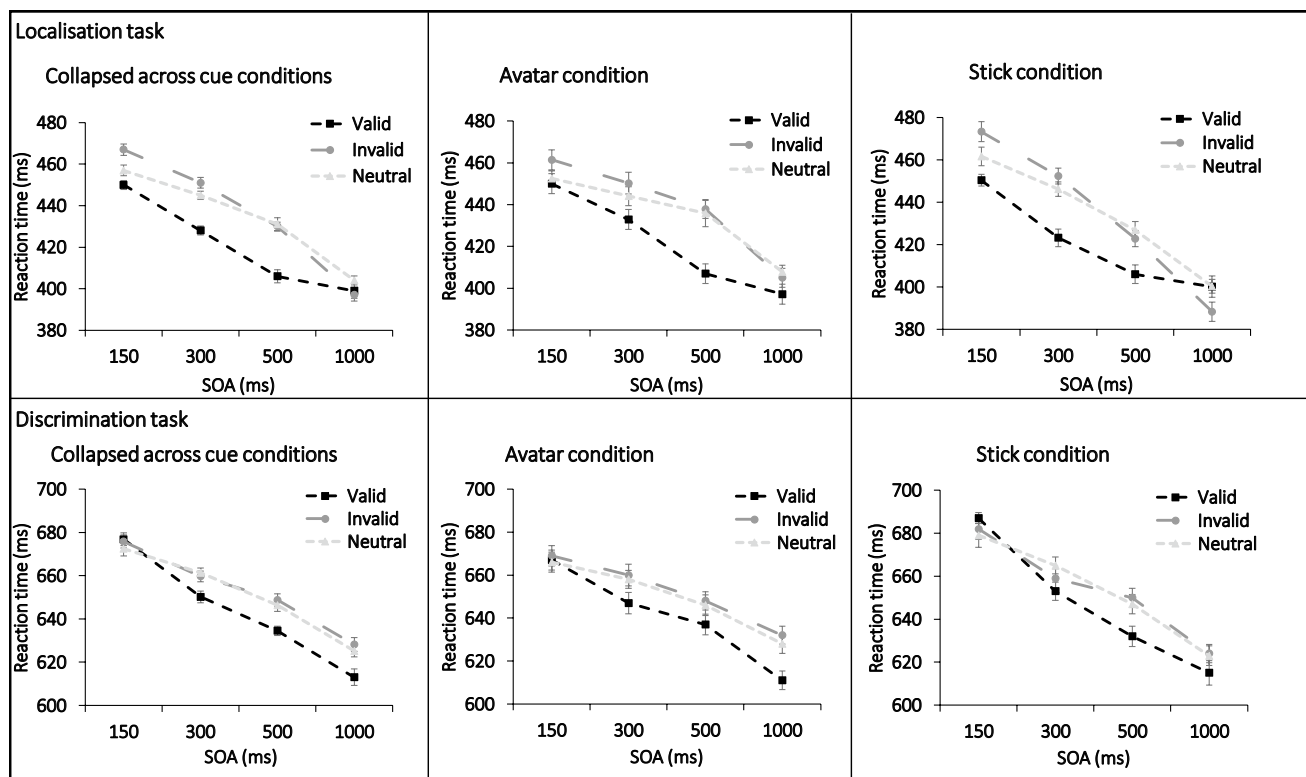 Localisation task
Collapsed across cue conditions
Valid
Invalid
Neutral
Reaction time (ms)
480
460
440
420
400
380
150 300 500 1000
SOA (ms)
Avatar condition
Valid
Invalid
Neutral
Reaction time (ms)
480
460
440
420
400
380
150 300 500 1000
SOA (ms)
Stick condition
Valid
Invalid
Neutral
Reaction time (ms)
480
460
440
420
400
380
150 300 500 1000
SOA (ms)
Discrimination task
Collapsed across cue conditions
Valid
Invalid
Neutral
Reaction time (ms)
700
680
660
640
620
600
150 300 500 1000
SOA (ms)
Avatar condition
Valid
Invalid
Neutral
Reaction time (ms)
700
680
660
640
620
600
150 300 500 1000
SOA (ms)
Stick condition
Valid
Invalid
Neutral
Reaction time (ms)
700
680
660
640
620
600
150 300 500 1000
SOA (ms)